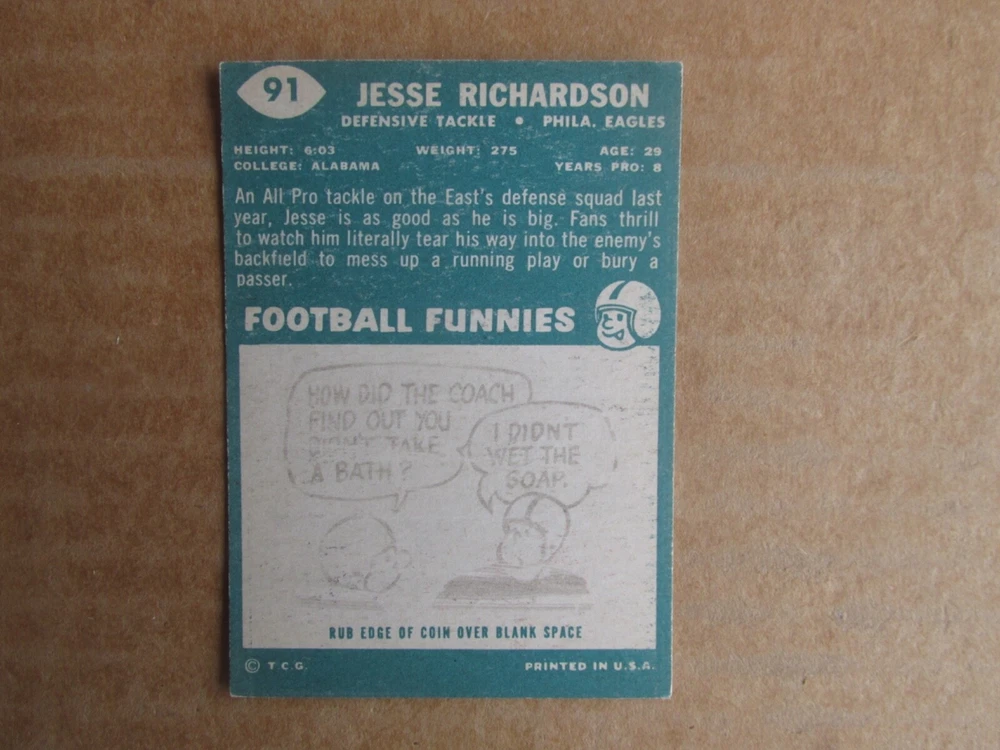 91
JESSE RICHARDSON
DEFENSIVE TACKLE • PHILA. EAGLES
HEIGHT: 6:03 WEIGHT: 275 AGE: 29
COLLEGE: ALABAMA YEARS PRO: 8
An All Pro tackle on the East's defense squad last
year, Jesse is as good as he is big. Fans thrill
to watch him literally tear his way into the enemy's
backfield to mess up a running play or bury a
passer.
FOOTBALL FUNNIES
HOW DID THE COACH
FIND OUT YOU
DIDN'T TAKE
A BATH?
I DIDNT
WET THE
SOAP.
RUB EDGE OF COIN OVER BLANK SPACE
© T.C.G. PRINTED IN U.S.A.